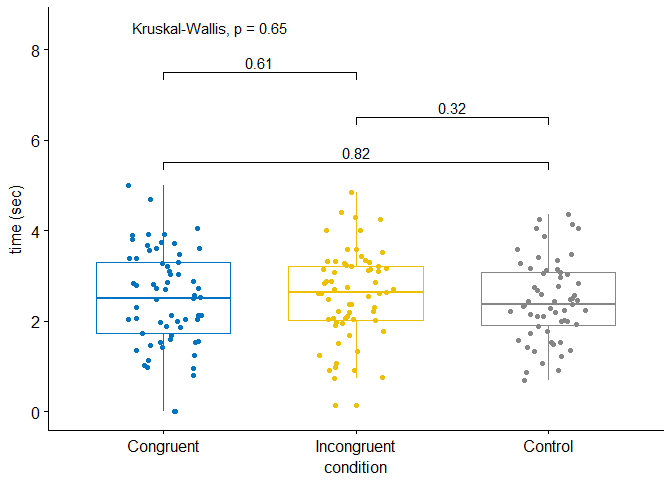 Kruskal-Wallis, p = 0.65
8
0.61
0.32
6
0.82
time (sec)
4
2
0
Congruent Incongruent Control
condition